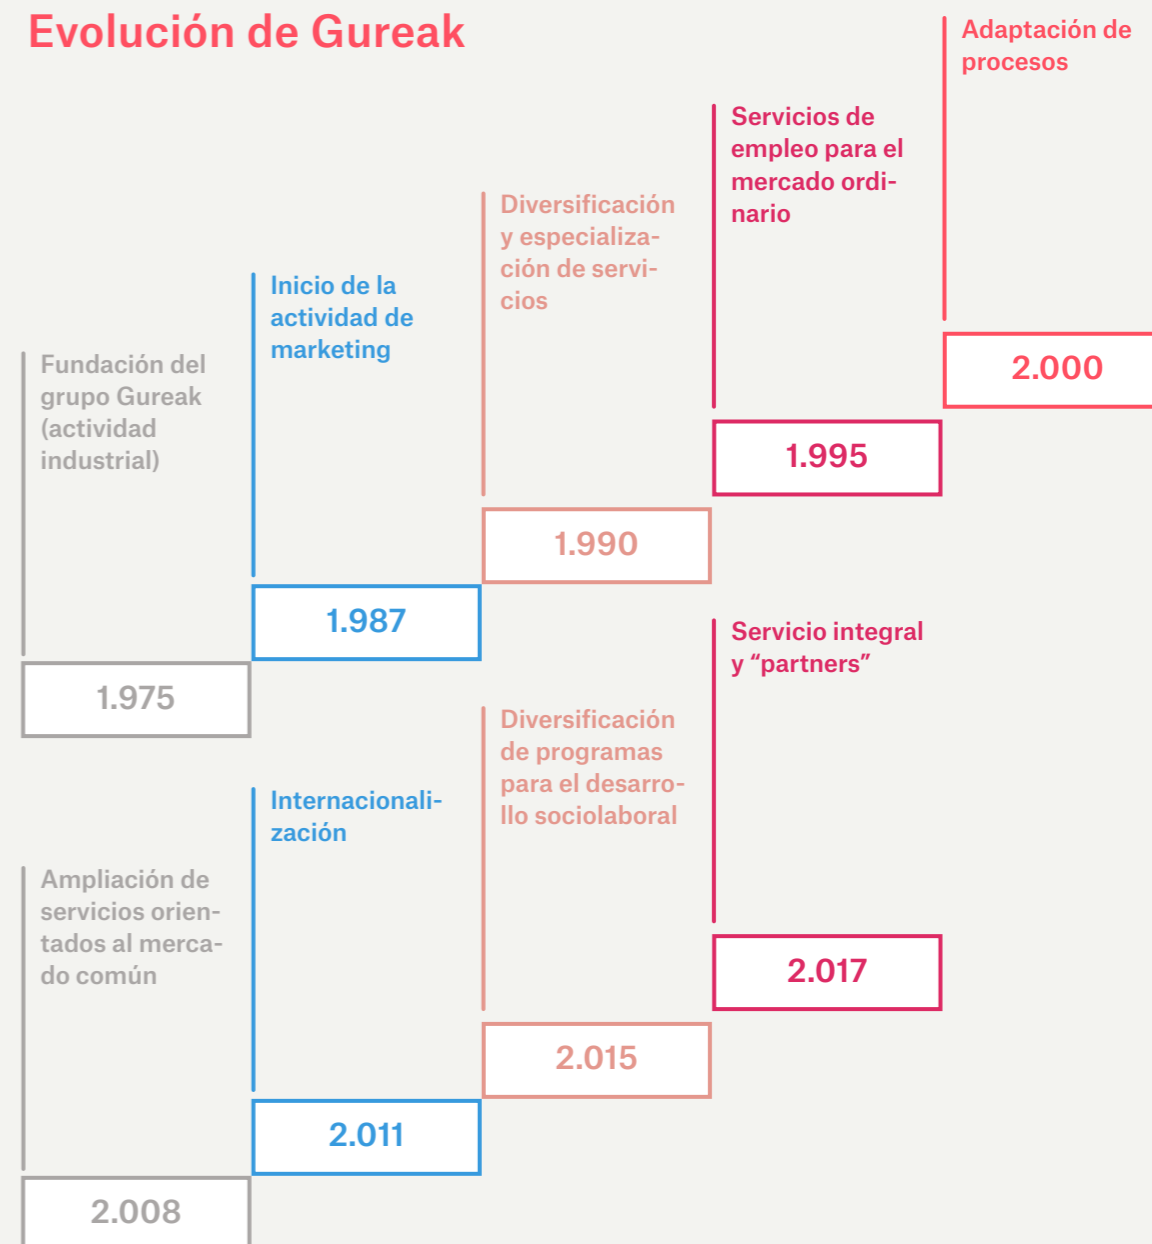 Evolución de Gureak
Fundación del
grupo Gureak
(actividad
industrial)
1.975
Inicio de la
actividad de
marketing
1.987
Diversificación
y especializa-
ción de servi-
cios
1.990
Servicios de
empleo para el
mercado ordi-
nario
1.995
Adaptación de
procesos
2.000
Ampliación de
servicios orien-
tados al merca-
do común
2.008
Internacionali-
zación
2.011
Diversificación
de programas
para el desarro-
llo sociolaboral
2.015
Servicio integral
y “partners”
2.017